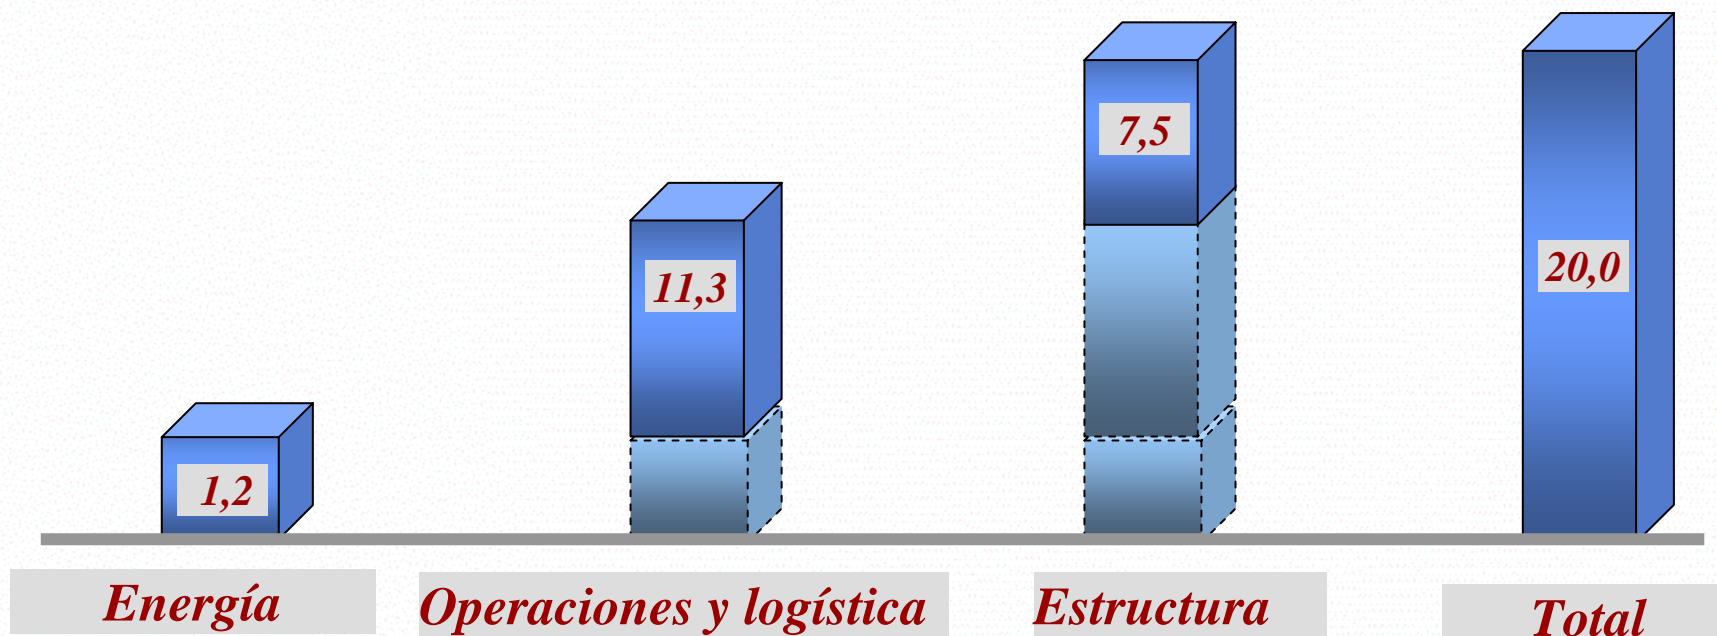 7,5
20,0
11,3
1,2
Energía
Operaciones y logística
Estructura
Total